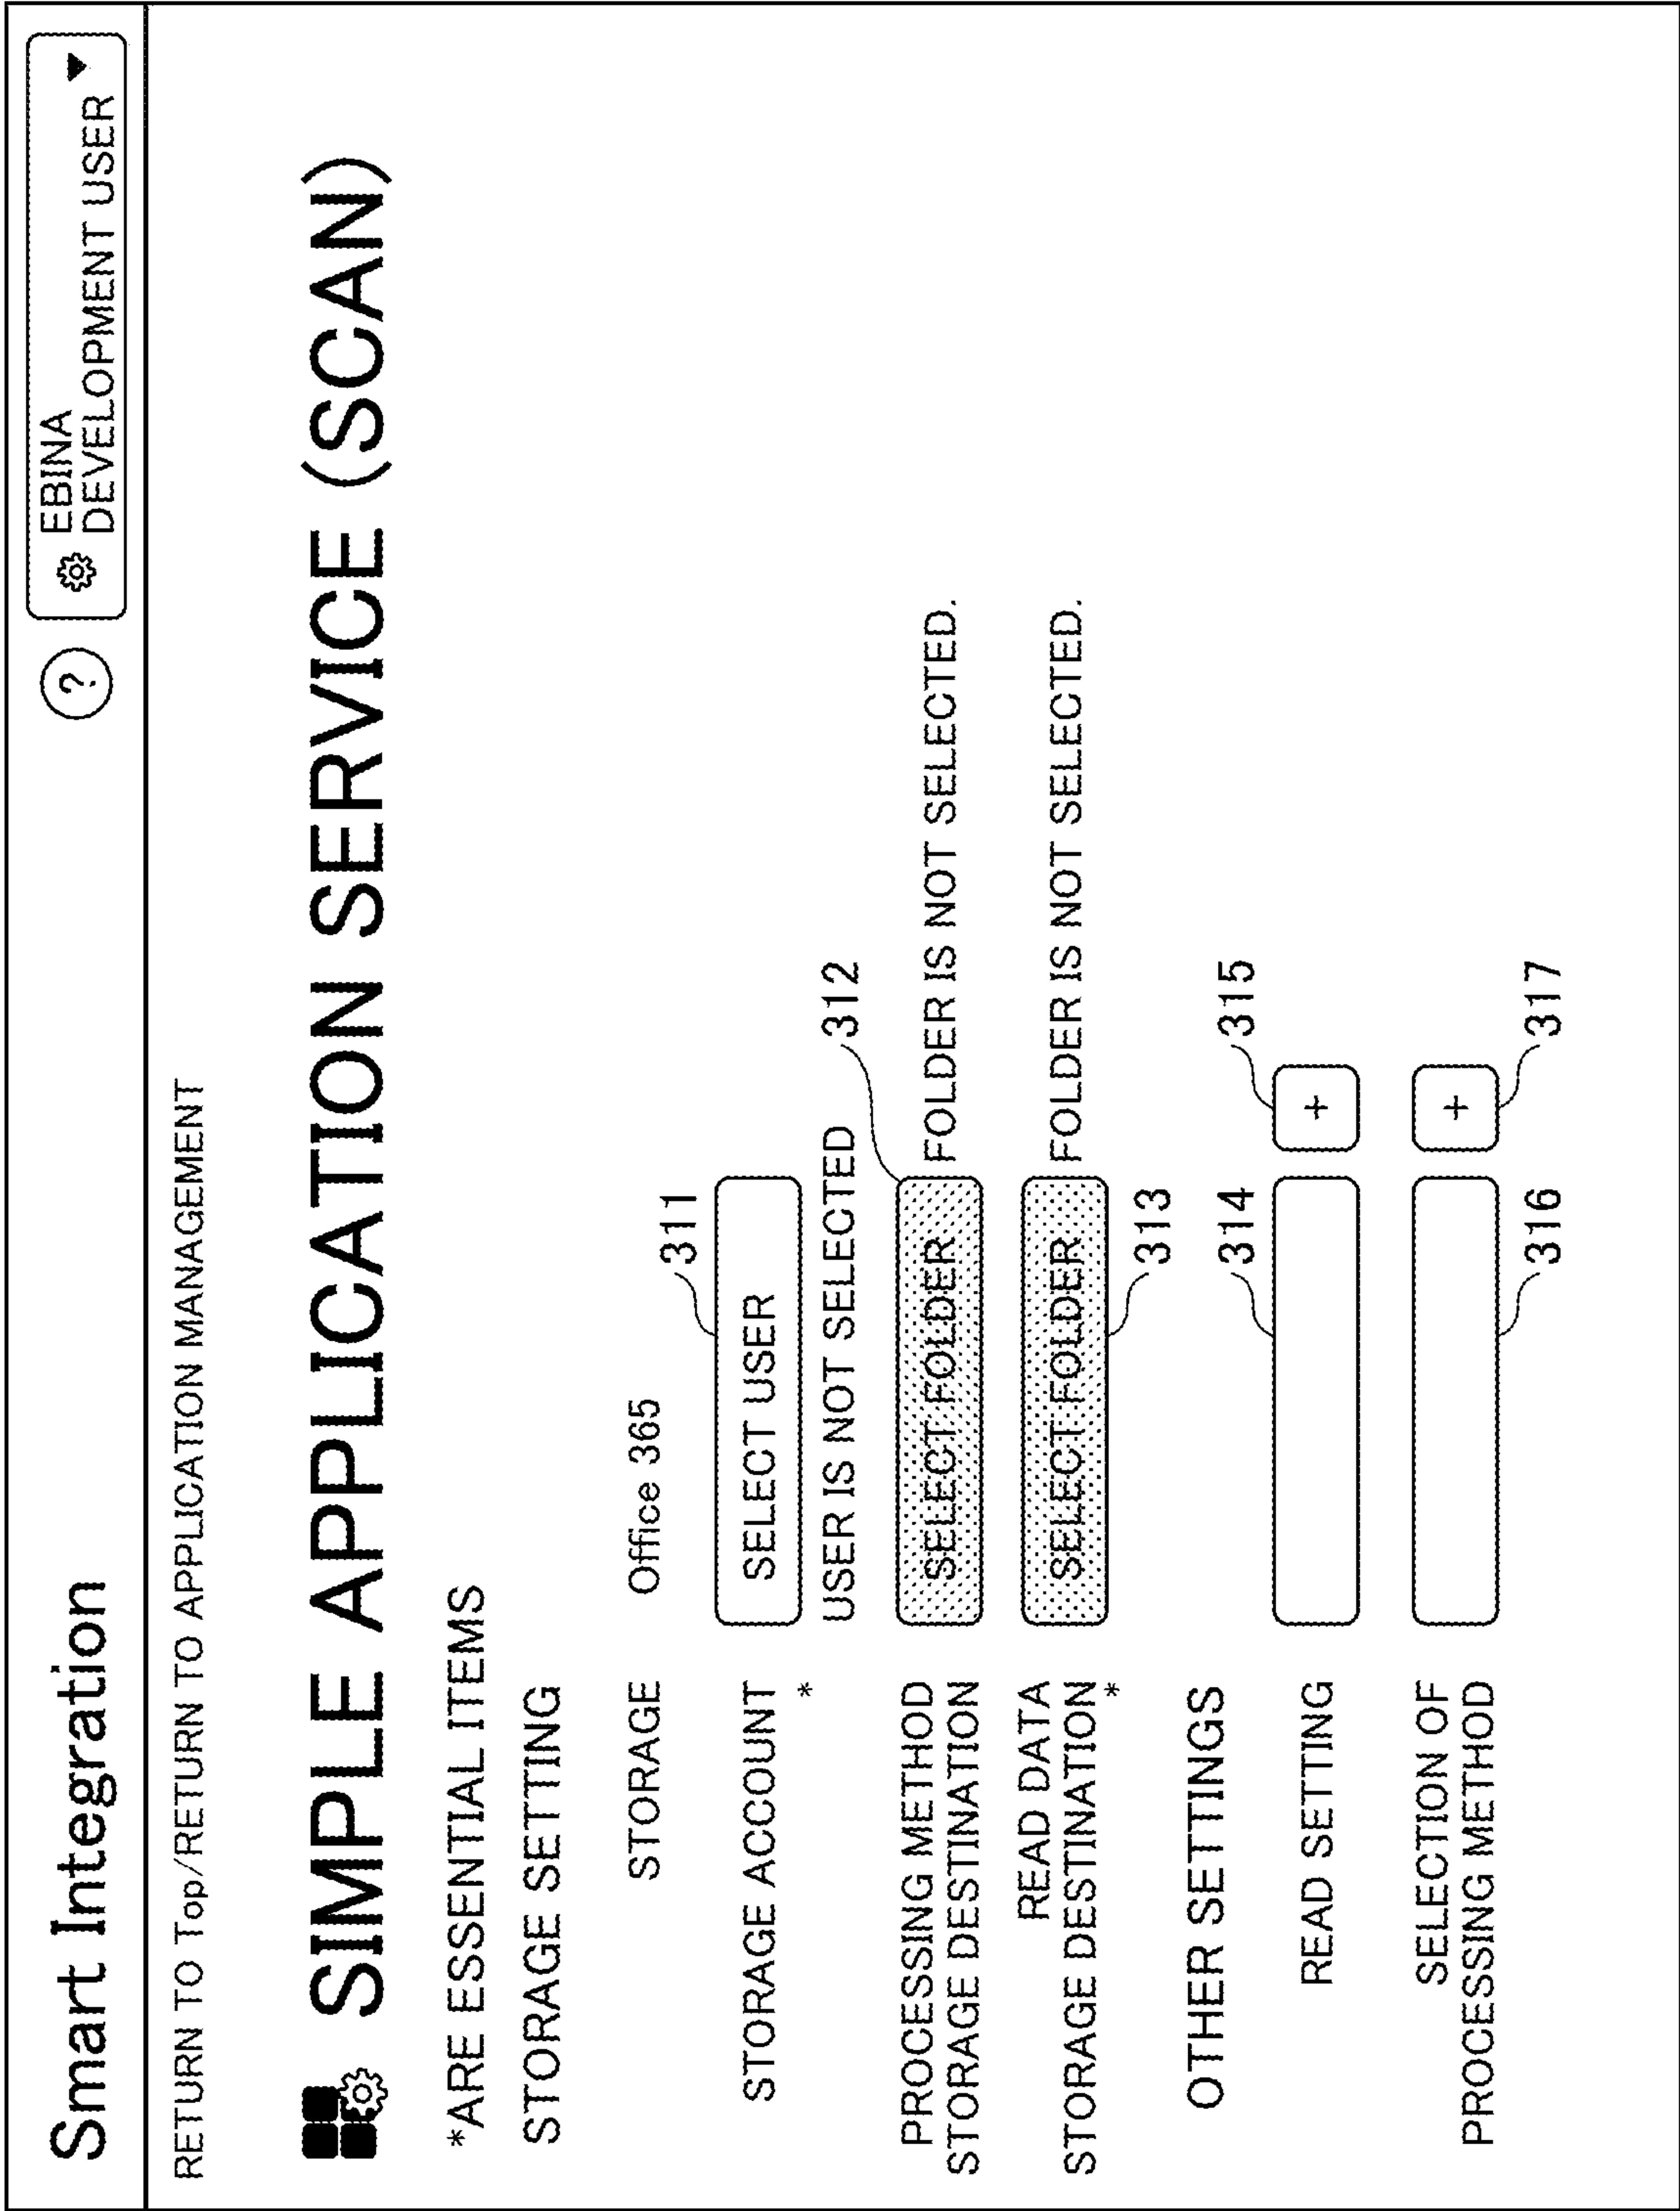 Smart Integration
?
EBINA
DEVELOPMENT USER
RETURN TO Top/RETURN TO APPLICATION MANAGEMENT
SIMPLE APPLICATION SERVICE (SCAN)
*ARE ESSENTIAL ITEMS
STORAGE SETTING
STORAGE
Office 365
311
STORAGE ACCOUNT
*
SELECT USER
USER IS NOT SELECTED
312
PROCESSING METHOD
STORAGE DESTINATION
SELECT FOLDER
FOLDER IS NOT SELECTED.
READ DATA
STORAGE DESTINATION
*
SELECT FOLDER
FOLDER IS NOT SELECTED.
313
OTHER SETTINGS
314
315
READ SETTING
+
SELECTION OF
PROCESSING METHOD
+
316
317